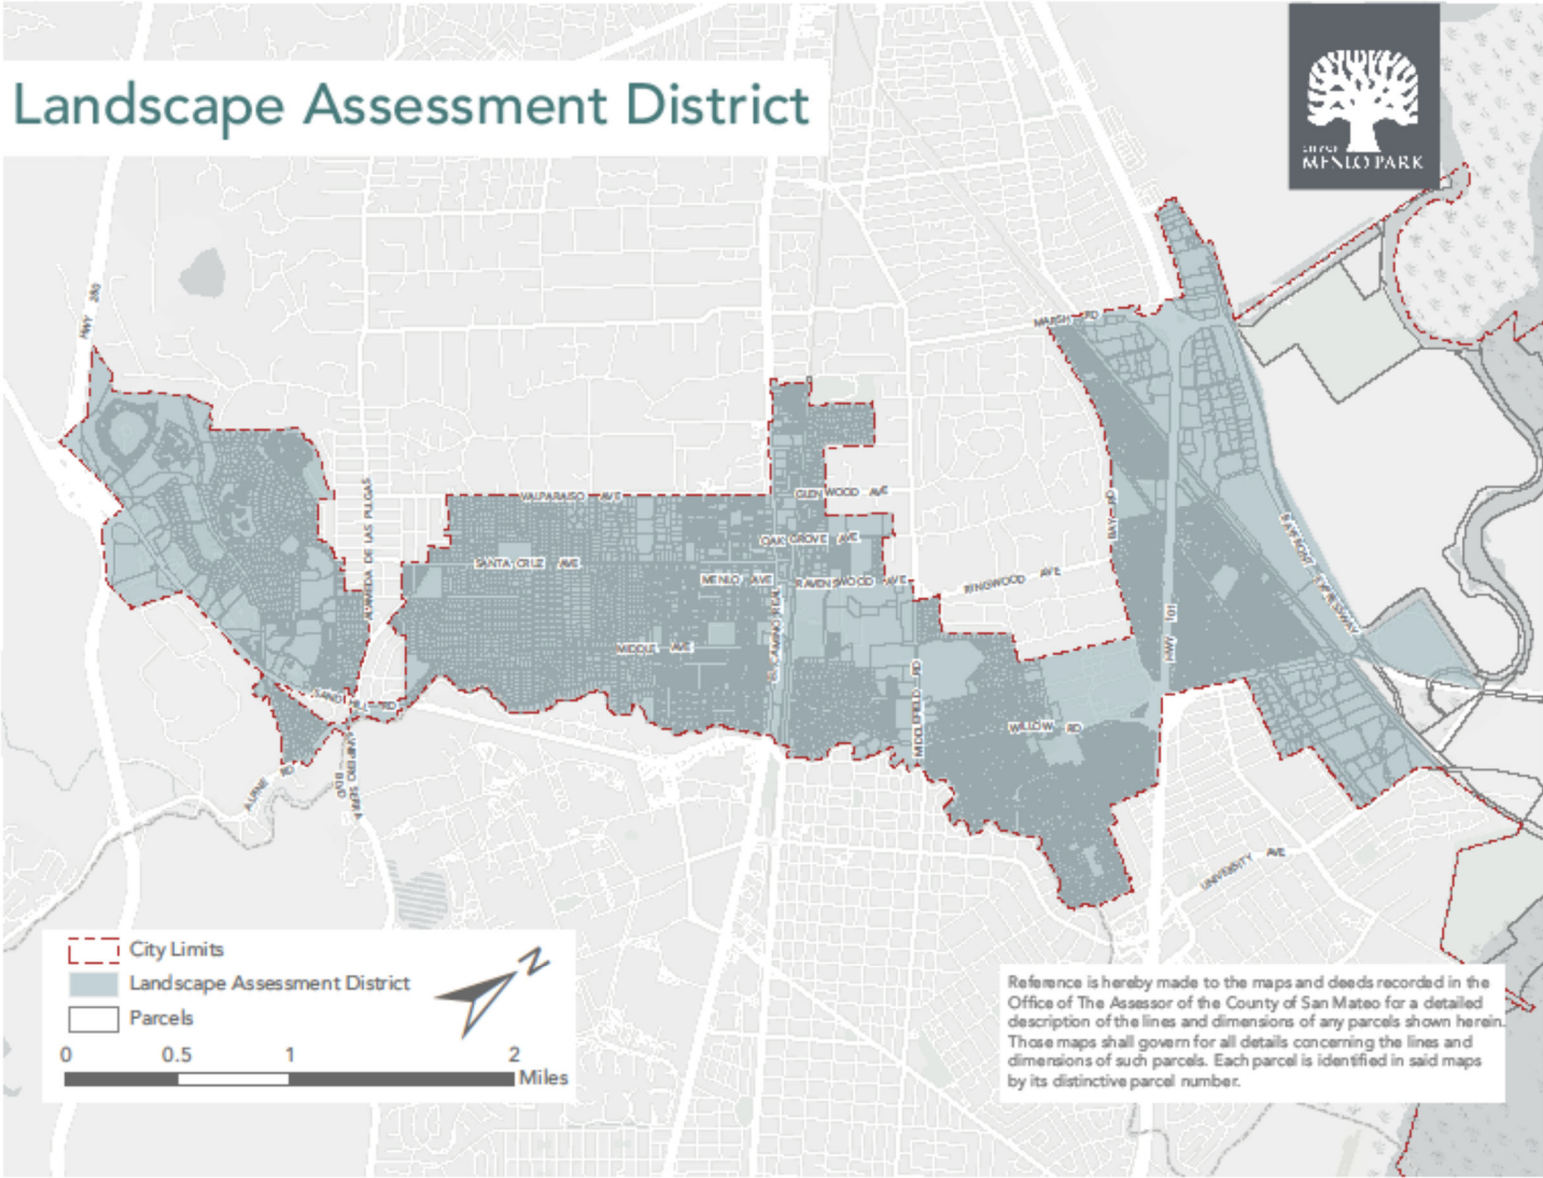 Landscape Assessment District
CITY OF
MENLO PARK
HWY 280
MARSH RD
ALAMEDA DE LAS PULGAS
VALPARAISO AVE
GLENWOOD AVE
BAY RD
OAK GROVE AVE
SANTA CRUZ AVE
MENLO AVE
RAVENSWOOD AVE
RINGWOOD AVE
BAYFRONT EXPRESSWAY
EL CAMINO REAL
HWY 101
MIDDLE AVE
SAND HILL RD
MIDDLEFIELD RD
WILLOW RD
ALPINE RD
JUNIPERO SERRA
BLVD
UNIVERSITY AVE
City Limits
Landscape Assessment District
Parcels
N
0 0.5 1 2
Miles
Reference is hereby made to the maps and deeds recorded in the
Office of The Assessor of the County of San Mateo for a detailed
description of the lines and dimensions of any parcels shown herein.
Those maps shall govern for all details concerning the lines and
dimensions of such parcels. Each parcel is identified in said maps
by its distinctive parcel number.